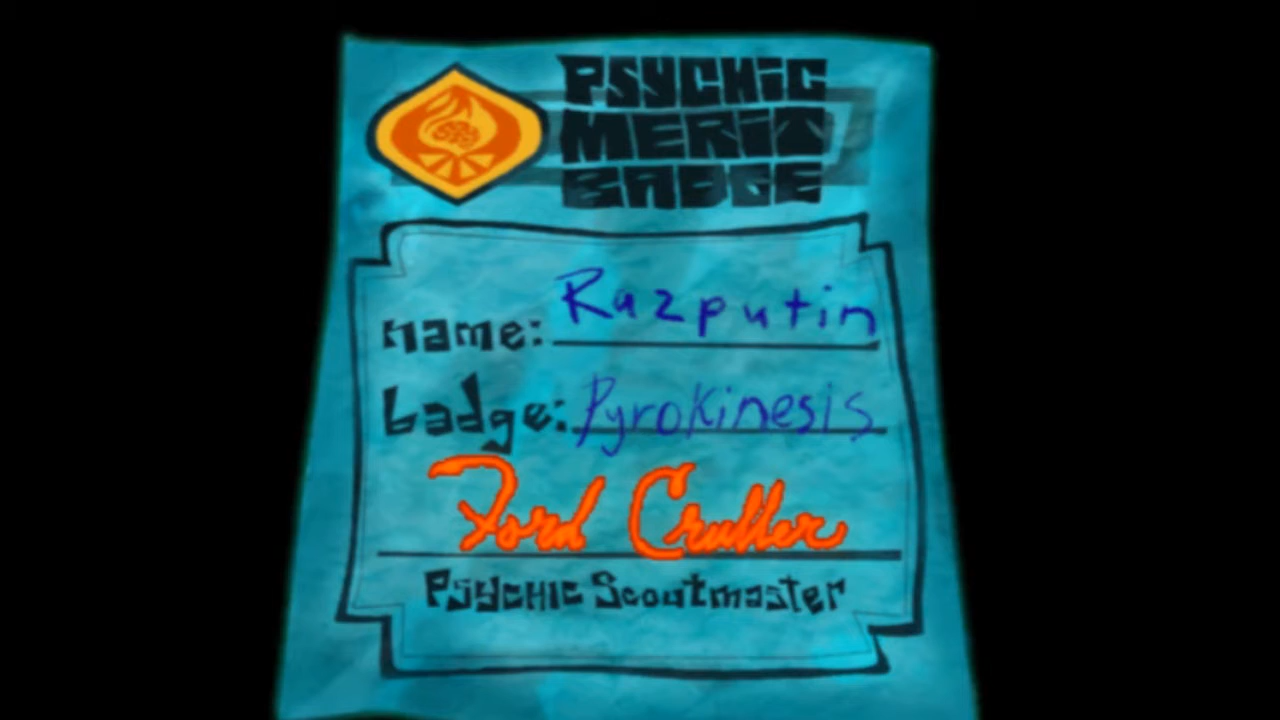 PSYCHIC
MERIT
BADGE
name: Razputin
badge: Pyrokinesis
Ford Cruller
Psychic Scoutmaster